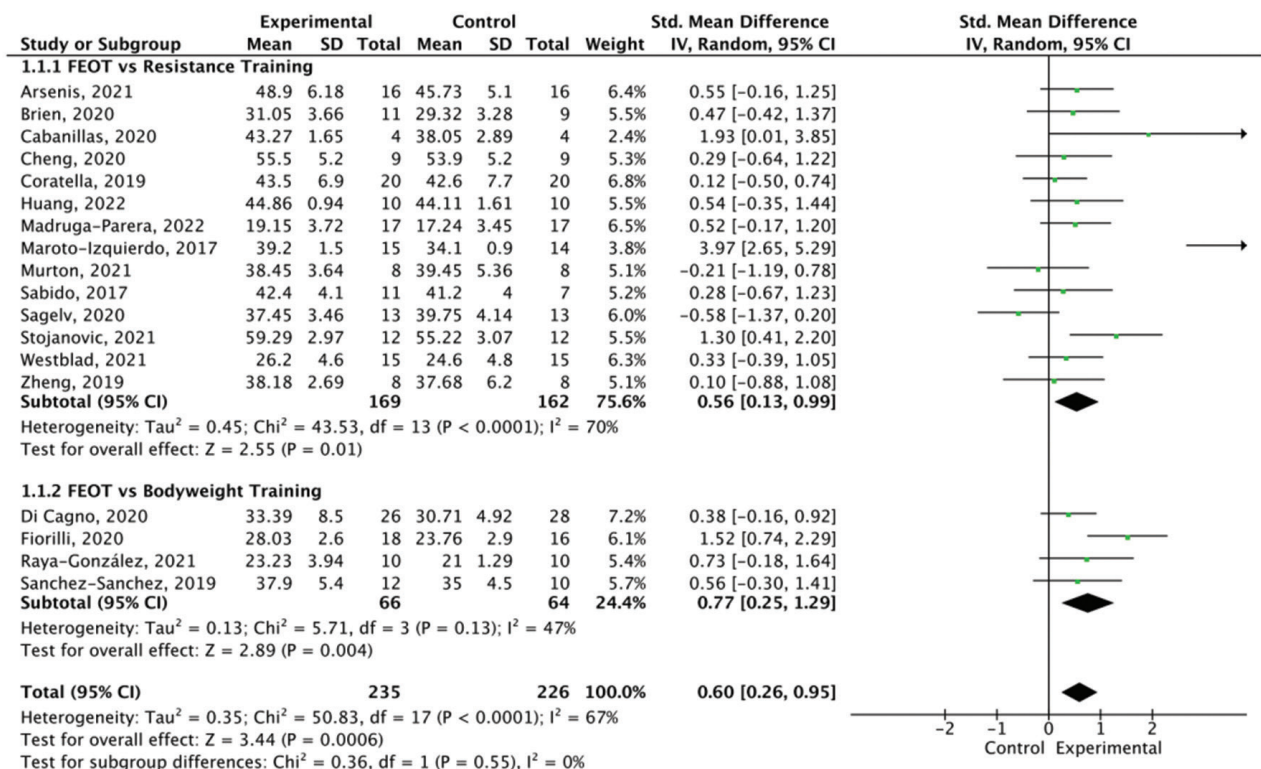 Experimental Control Std. Mean Difference Std. Mean Difference
Study or Subgroup Mean SD Total Mean SD Total Weight IV, Random, 95% CI IV, Random, 95% CI
1.1.1 FEOT vs Resistance Training
Arsenis, 2021 48.9 6.18 16 45.73 5.1 16 6.4% 0.55 [-0.16, 1.25]
Brien, 2020 31.05 3.66 11 29.32 3.28 9 5.5% 0.47 [-0.42, 1.37]
Cabanillas, 2020 43.27 1.65 4 38.05 2.89 4 2.4% 1.93 [0.01, 3.85]
Cheng, 2020 55.5 5.2 9 53.9 5.2 9 5.3% 0.29 [-0.64, 1.22]
Coratella, 2019 43.5 6.9 20 42.6 7.7 20 6.8% 0.12 [-0.50, 0.74]
Huang, 2022 44.86 0.94 10 44.11 1.61 10 5.5% 0.54 [-0.35, 1.44]
Madruga-Parera, 2022 19.15 3.72 17 17.24 3.45 17 6.5% 0.52 [-0.17, 1.20]
Maroto-Izquierdo, 2017 39.2 1.5 15 34.1 0.9 14 3.8% 3.97 [2.65, 5.29]
Murton, 2021 38.45 3.64 8 39.45 5.36 8 5.1% -0.21 [-1.19, 0.78]
Sabido, 2017 42.4 4.1 11 41.2 4 7 5.2% 0.28 [-0.67, 1.23]
Sagelv, 2020 37.45 3.46 13 39.75 4.14 13 6.0% -0.58 [-1.37, 0.20]
Stojanovic, 2021 59.29 2.97 12 55.22 3.07 12 5.5% 1.30 [0.41, 2.20]
Westblad, 2021 26.2 4.6 15 24.6 4.8 15 6.3% 0.33 [-0.39, 1.05]
Zheng, 2019 38.18 2.69 8 37.68 6.2 8 5.1% 0.10 [-0.88, 1.08]
Subtotal (95% CI) 169 162 75.6% 0.56 [0.13, 0.99]
Heterogeneity: Tau² = 0.45; Chi² = 43.53, df = 13 (P < 0.0001); I² = 70%
Test for overall effect: Z = 2.55 (P = 0.01)
1.1.2 FEOT vs Bodyweight Training
Di Cagno, 2020 33.39 8.5 26 30.71 4.92 28 7.2% 0.38 [-0.16, 0.92]
Fiorilli, 2020 28.03 2.6 18 23.76 2.9 16 6.1% 1.52 [0.74, 2.29]
Raya-González, 2021 23.23 3.94 10 21 1.29 10 5.4% 0.73 [-0.18, 1.64]
Sanchez-Sanchez, 2019 37.9 5.4 12 35 4.5 10 5.7% 0.56 [-0.30, 1.41]
Subtotal (95% CI) 66 64 24.4% 0.77 [0.25, 1.29]
Heterogeneity: Tau² = 0.13; Chi² = 5.71, df = 3 (P = 0.13); I² = 47%
Test for overall effect: Z = 2.89 (P = 0.004)
Total (95% CI) 235 226 100.0% 0.60 [0.26, 0.95]
Heterogeneity: Tau² = 0.35; Chi² = 50.83, df = 17 (P < 0.0001); I² = 67%
Test for overall effect: Z = 3.44 (P = 0.0006)
Test for subgroup differences: Chi² = 0.36, df = 1 (P = 0.55), I² = 0%
-2 -1 0 1 2
Control Experimental